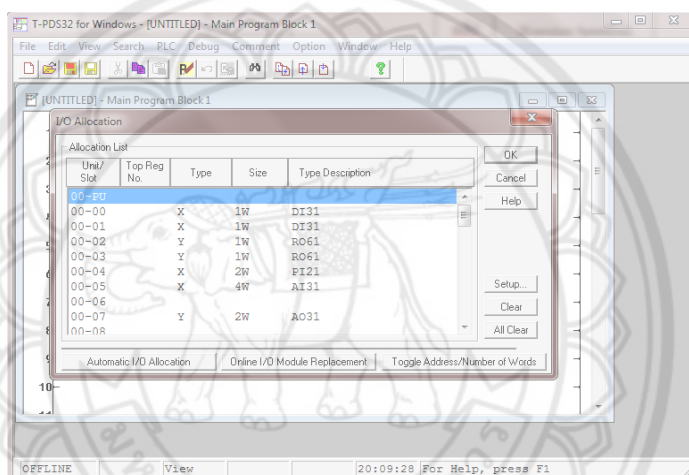 T-PDS32 for Windows - [UNTITLED] - Main Program Block 1
File Edit View Search PLC Debug Comment Option Window Help
[UNTITLED] - Main Program Block 1
I/O Allocation
Allocation List
Unit/ Slot Top Reg No. Type Size Type Description
00-PU
00-00 X 1W DI31
00-01 X 1W DI31
00-02 Y 1W RO61
00-03 Y 1W RO61
00-04 X 2W PI21
00-05 X 4W AI31
00-06
00-07 Y 2W AO31
00-08
OK
Cancel
Help
Setup...
Clear
All Clear
Automatic I/O Allocation Online I/O Module Replacement Toggle Address/Number of Words
10
OFFLINE View 20:09:28 For Help, press F1